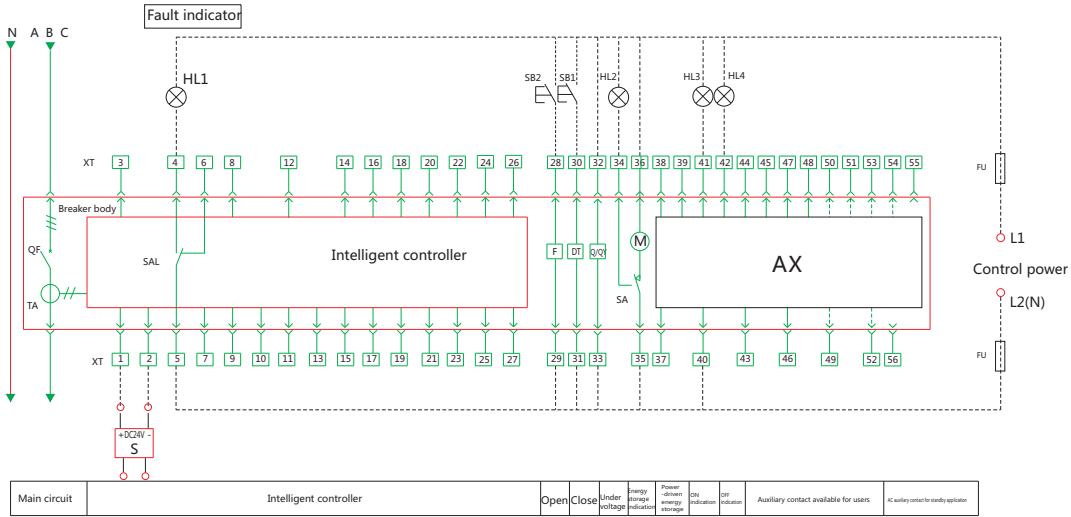 Fault indicator
N A B C
HL1
SB2 SB1 HL2 HL3 HL4
XT 3 4 6 8 12 14 16 18 20 22 24 26 28 30 32 34 36 38 39 41 42 44 45 47 48 50 51 53 54 55
FU
Breaker body
QF
SAL
Intelligent controller
F DT Q/QY M
AX
L1
Control power
L2(N)
TA
SA
XT 1 2 5 7 9 10 11 13 15 17 19 21 23 25 27 29 31 33 35 37 40 43 46 49 52 56
FU
+DC24V -
S
Main circuit
Intelligent controller
Open
Close
Under
voltage
Energy
storage
indication
Power
-driven
energy
storage
ON
indication
OFF
indication
Auxiliary contact available for users
AC auxiliary contact for standby application